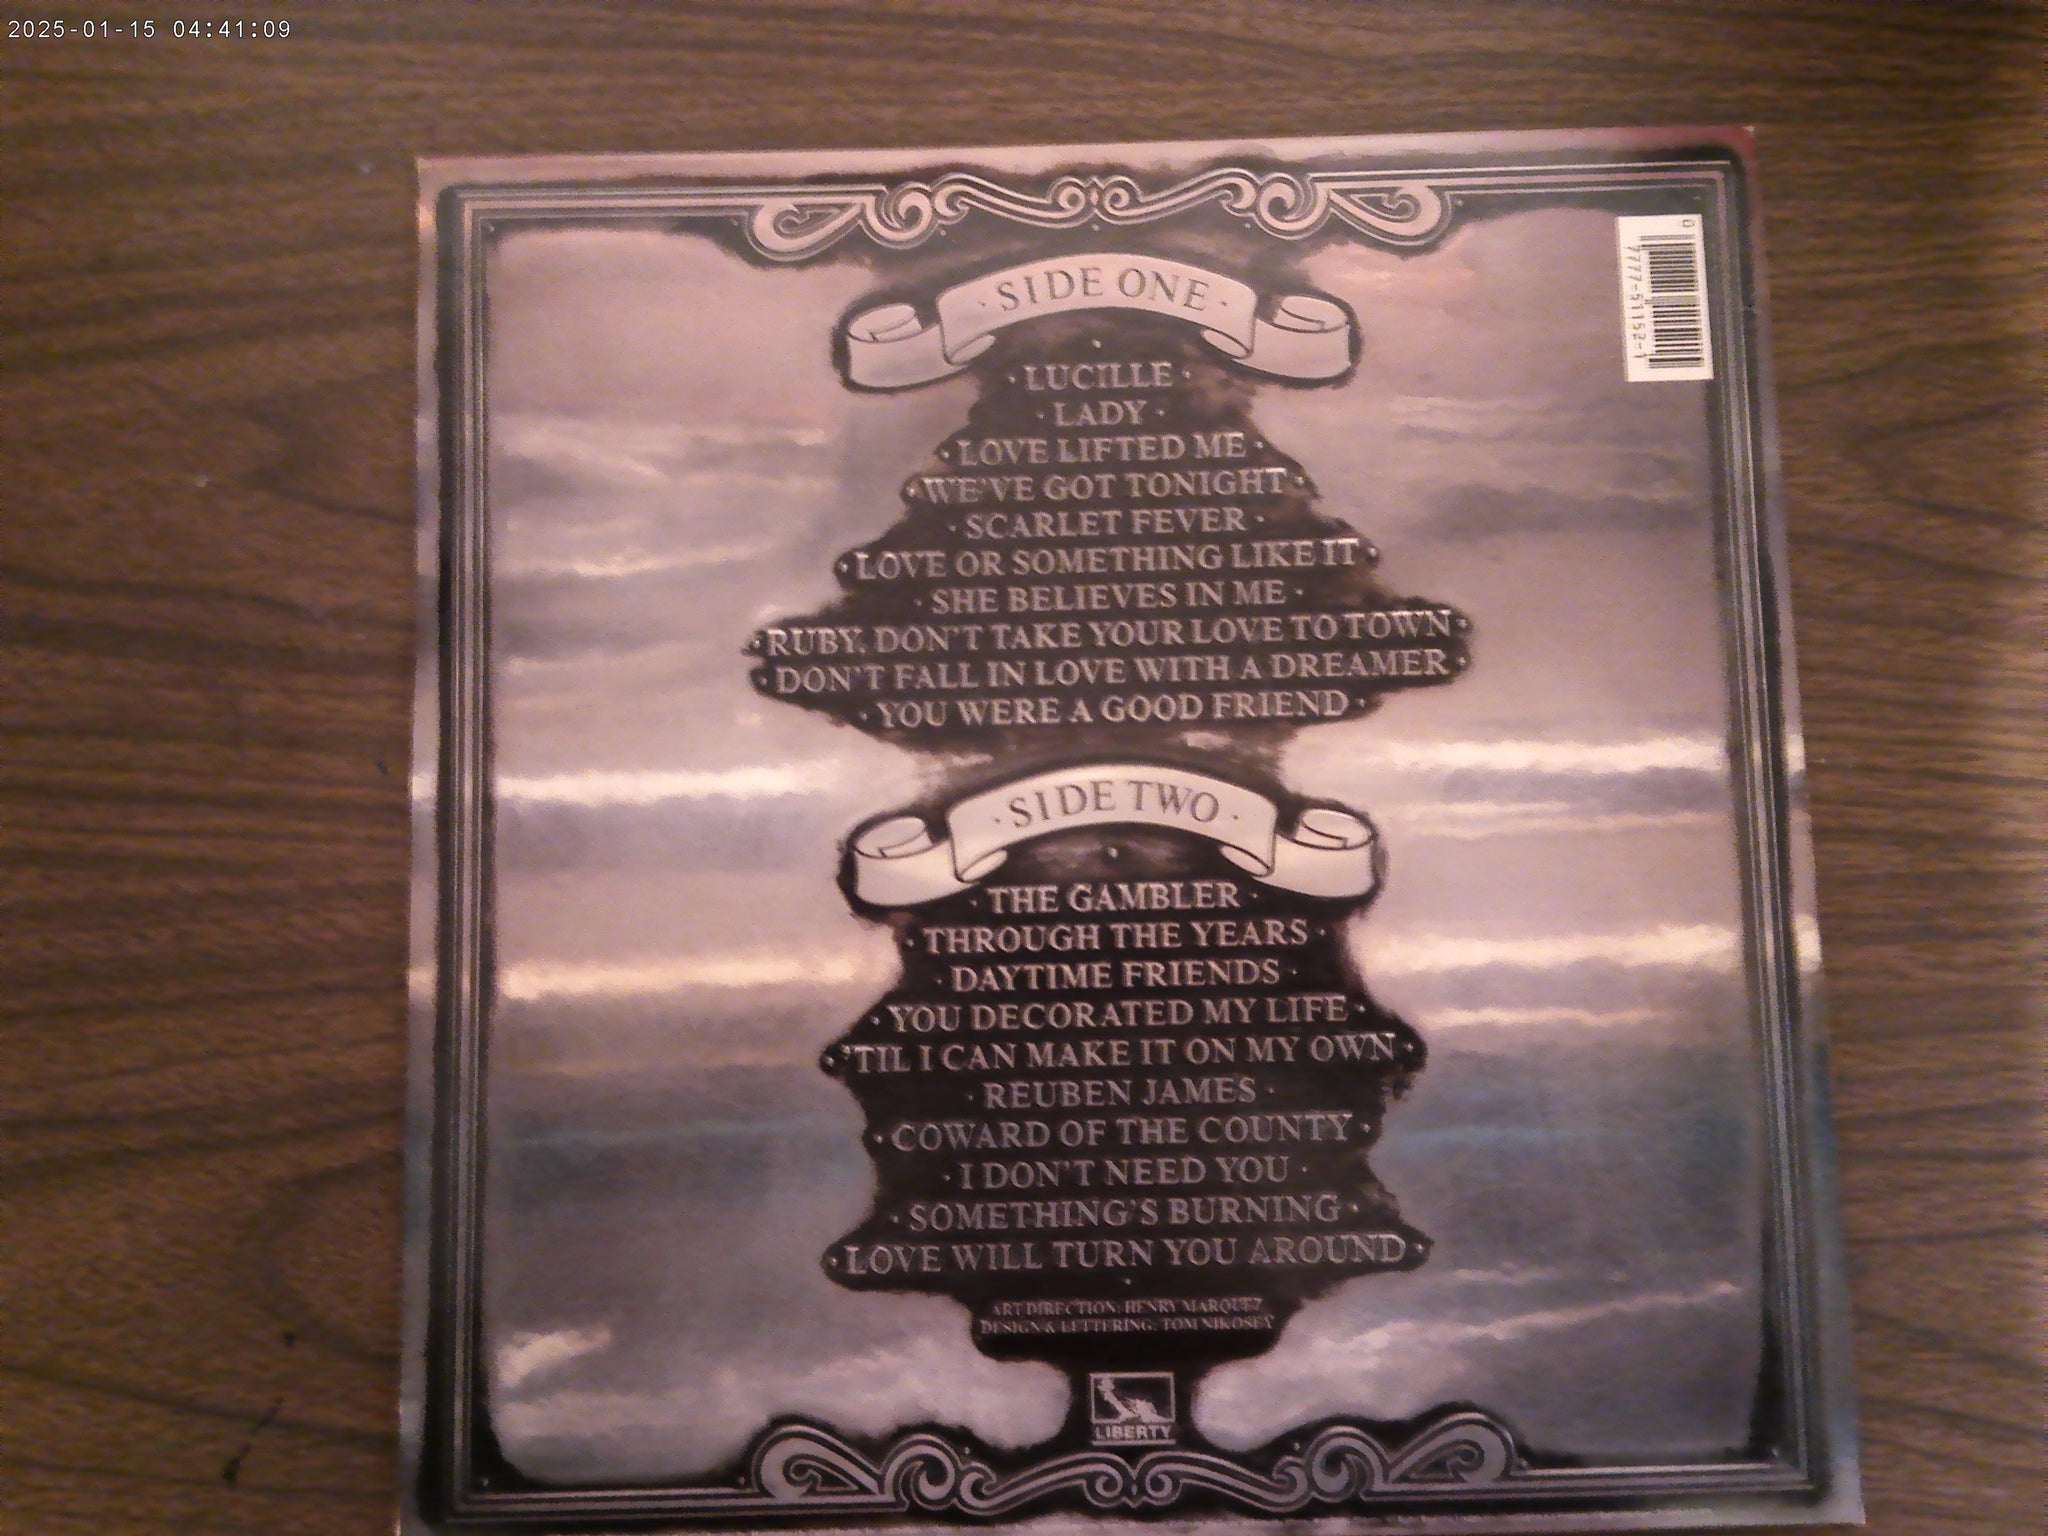 2025-01-15 04:41:09
· SIDE ONE ·
· LUCILLE ·
· LADY ·
· LOVE LIFTED ME ·
· WE'VE GOT TONIGHT ·
· SCARLET FEVER ·
· LOVE OR SOMETHING LIKE IT ·
· SHE BELIEVES IN ME ·
· RUBY, DON'T TAKE YOUR LOVE TO TOWN ·
· DON'T FALL IN LOVE WITH A DREAMER ·
· YOU WERE A GOOD FRIEND ·
0 7777-51152-1
· SIDE TWO ·
· THE GAMBLER ·
· THROUGH THE YEARS ·
· DAYTIME FRIENDS ·
· YOU DECORATED MY LIFE ·
· 'TIL I CAN MAKE IT ON MY OWN ·
· REUBEN JAMES ·
· COWARD OF THE COUNTY ·
· I DON'T NEED YOU ·
· SOMETHING'S BURNING ·
· LOVE WILL TURN YOU AROUND ·
ART DIRECTION: HENRY MARQUEZ
DESIGN & LETTERING: TOM NIKOSEY
LIBERTY